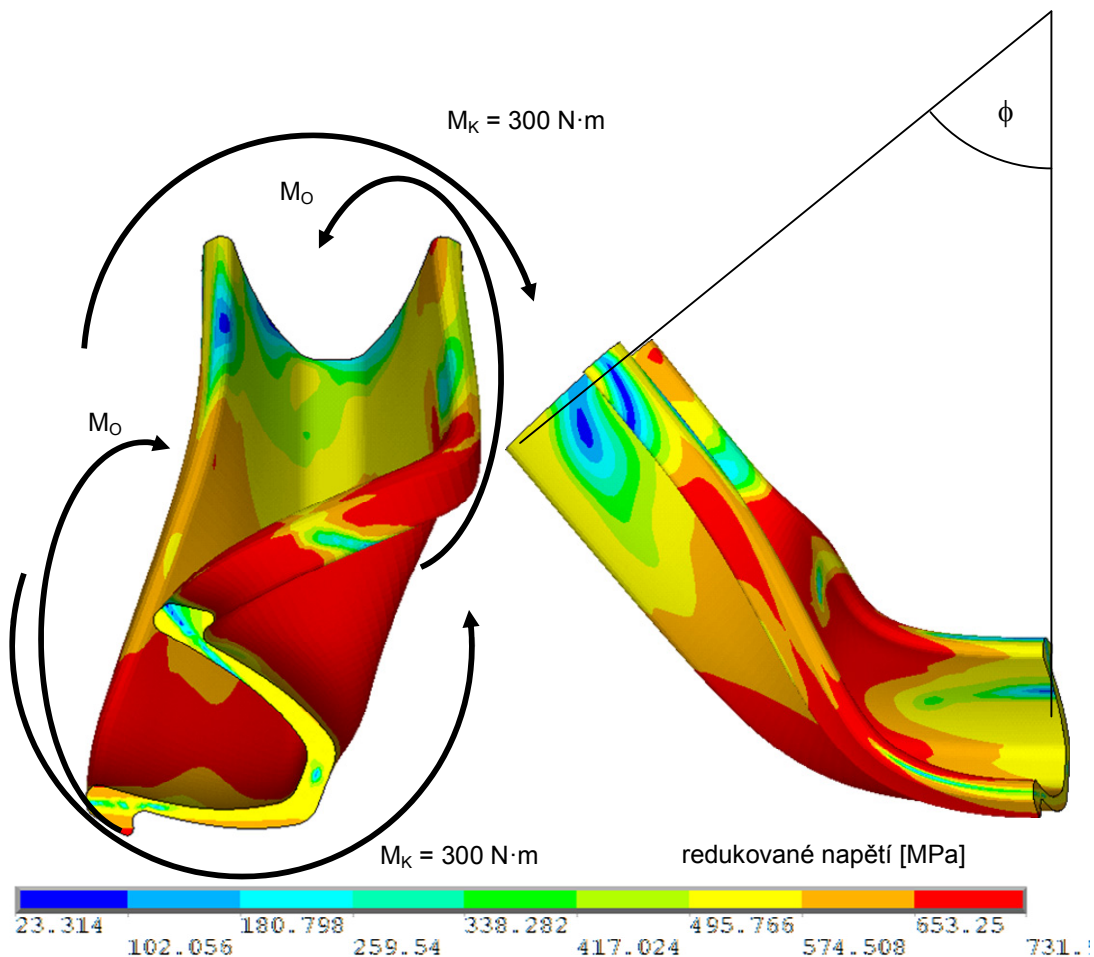 M_K = 300 N·m
ϕ
M_O
M_O
M_K = 300 N·m
redukované napětí [MPa]
23.314 180.798 338.282 495.766 653.25
102.056 259.54 417.024 574.508 731.